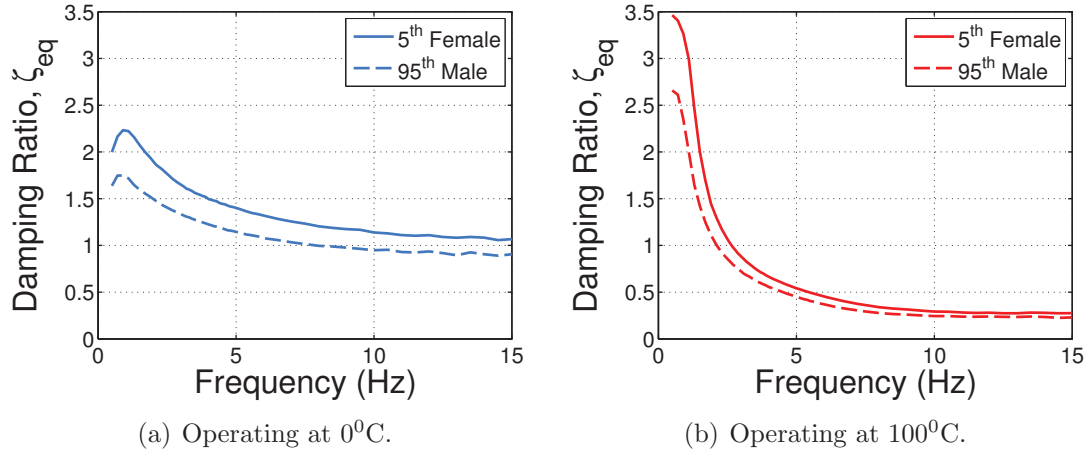 Damping Ratio, ζeq
3.5
3
2.5
2
1.5
1
0.5
0
0
5
10
15
Frequency (Hz)
5th Female
95th Male
(a) Operating at 0⁰C.
Damping Ratio, ζeq
3.5
3
2.5
2
1.5
1
0.5
0
0
5
10
15
Frequency (Hz)
5th Female
95th Male
(b) Operating at 100⁰C.